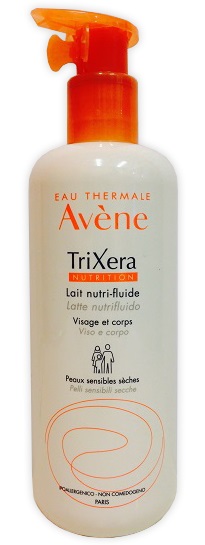 EAU THERMALE
Avène
TriXera
NUTRITION
Lait nutri-fluide
Latte nutrifluido
Visage et corps
Viso e corpo
Peaux sensibles sèches
Pelli sensibili secche
IPOALLERGENICO - NON COMEDOGENO
PARIS